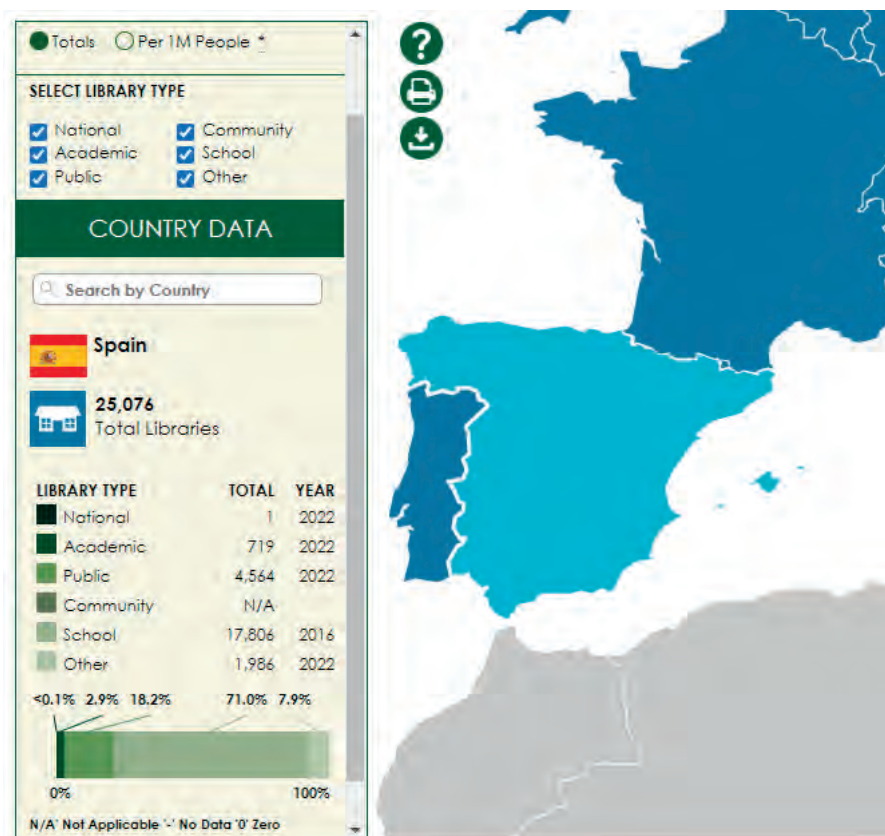 Totals Per 1M People *
SELECT LIBRARY TYPE
National Community
Academic School
Public Other
COUNTRY DATA
Search by Country
Spain
25,076
Total Libraries
LIBRARY TYPE TOTAL YEAR
National 1 2022
Academic 719 2022
Public 4,564 2022
Community N/A
School 17,806 2016
Other 1,986 2022
<0.1% 2.9% 18.2% 71.0% 7.9%
0% 100%
N/A' Not Applicable '-' No Data '0' Zero
?